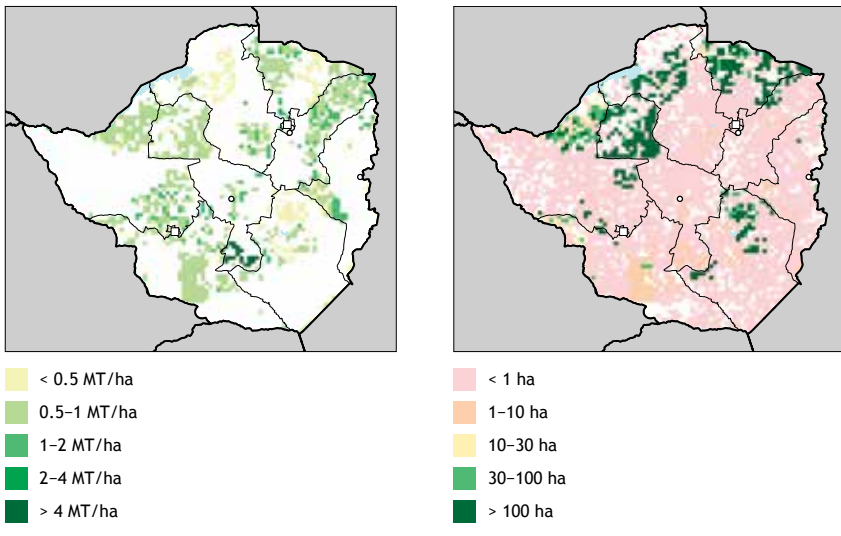 < 0.5 MT/ha
0.5–1 MT/ha
1–2 MT/ha
2–4 MT/ha
> 4 MT/ha
< 1 ha
1–10 ha
10–30 ha
30–100 ha
> 100 ha